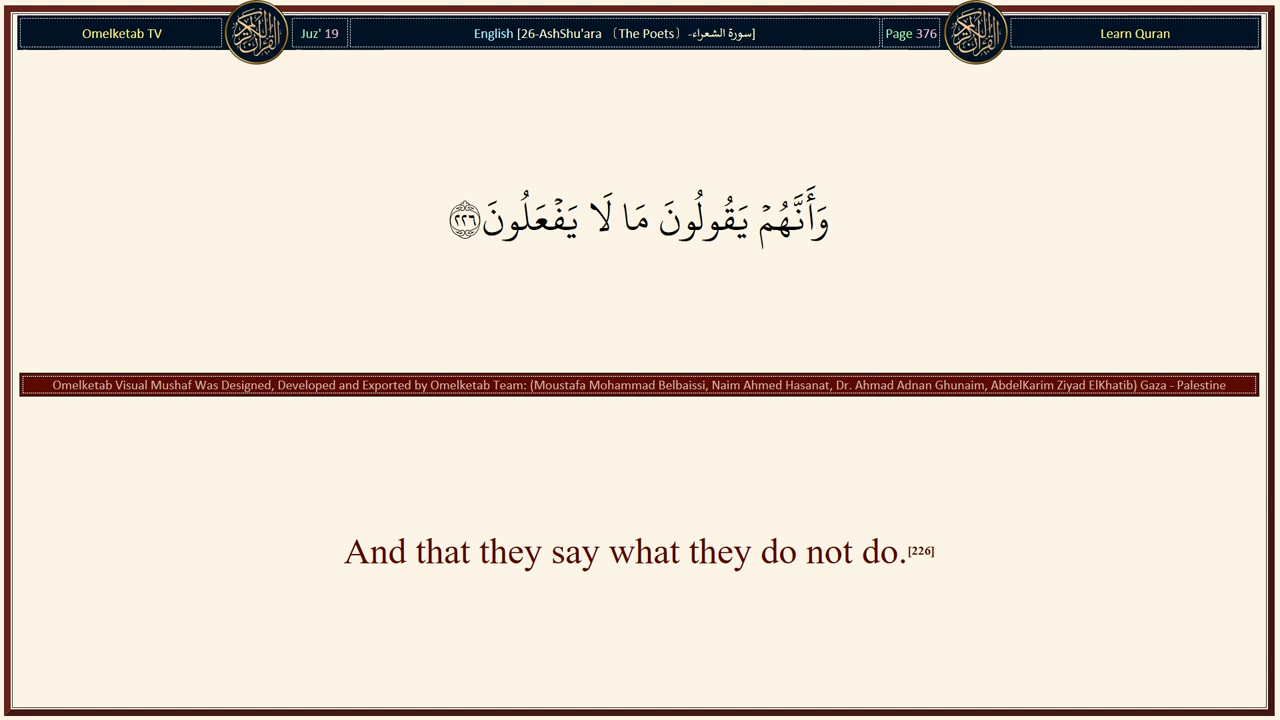 Omelketab TV
Juz' 19
English [26-AshShu'ara （The Poets）-سورة الشعراء]
Page 376
Learn Quran
وَأَنَّهُمۡ يَقُولُونَ مَا لَا يَفۡعَلُونَ ٢٢٦
Omelketab Visual Mushaf Was Designed, Developed and Exported by Omelketab Team: (Moustafa Mohammad Belbaissi, Naim Ahmed Hasanat, Dr. Ahmad Adnan Ghunaim, AbdelKarim Ziyad ElKhatib) Gaza - Palestine
And that they say what they do not do.[226]